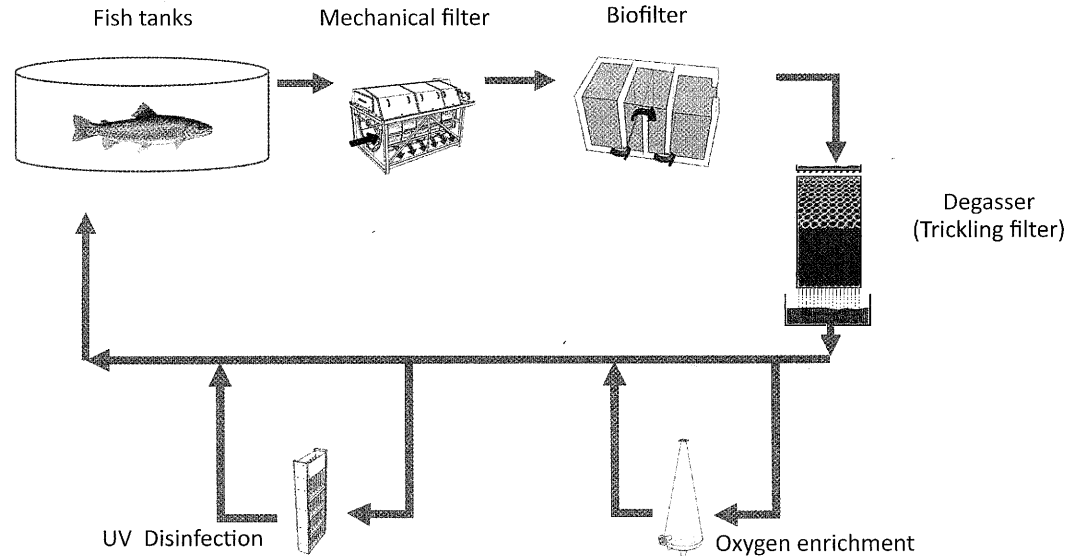 Fish tanks
Mechanical filter
Biofilter
Degasser
(Trickling filter)
UV Disinfection
Oxygen enrichment